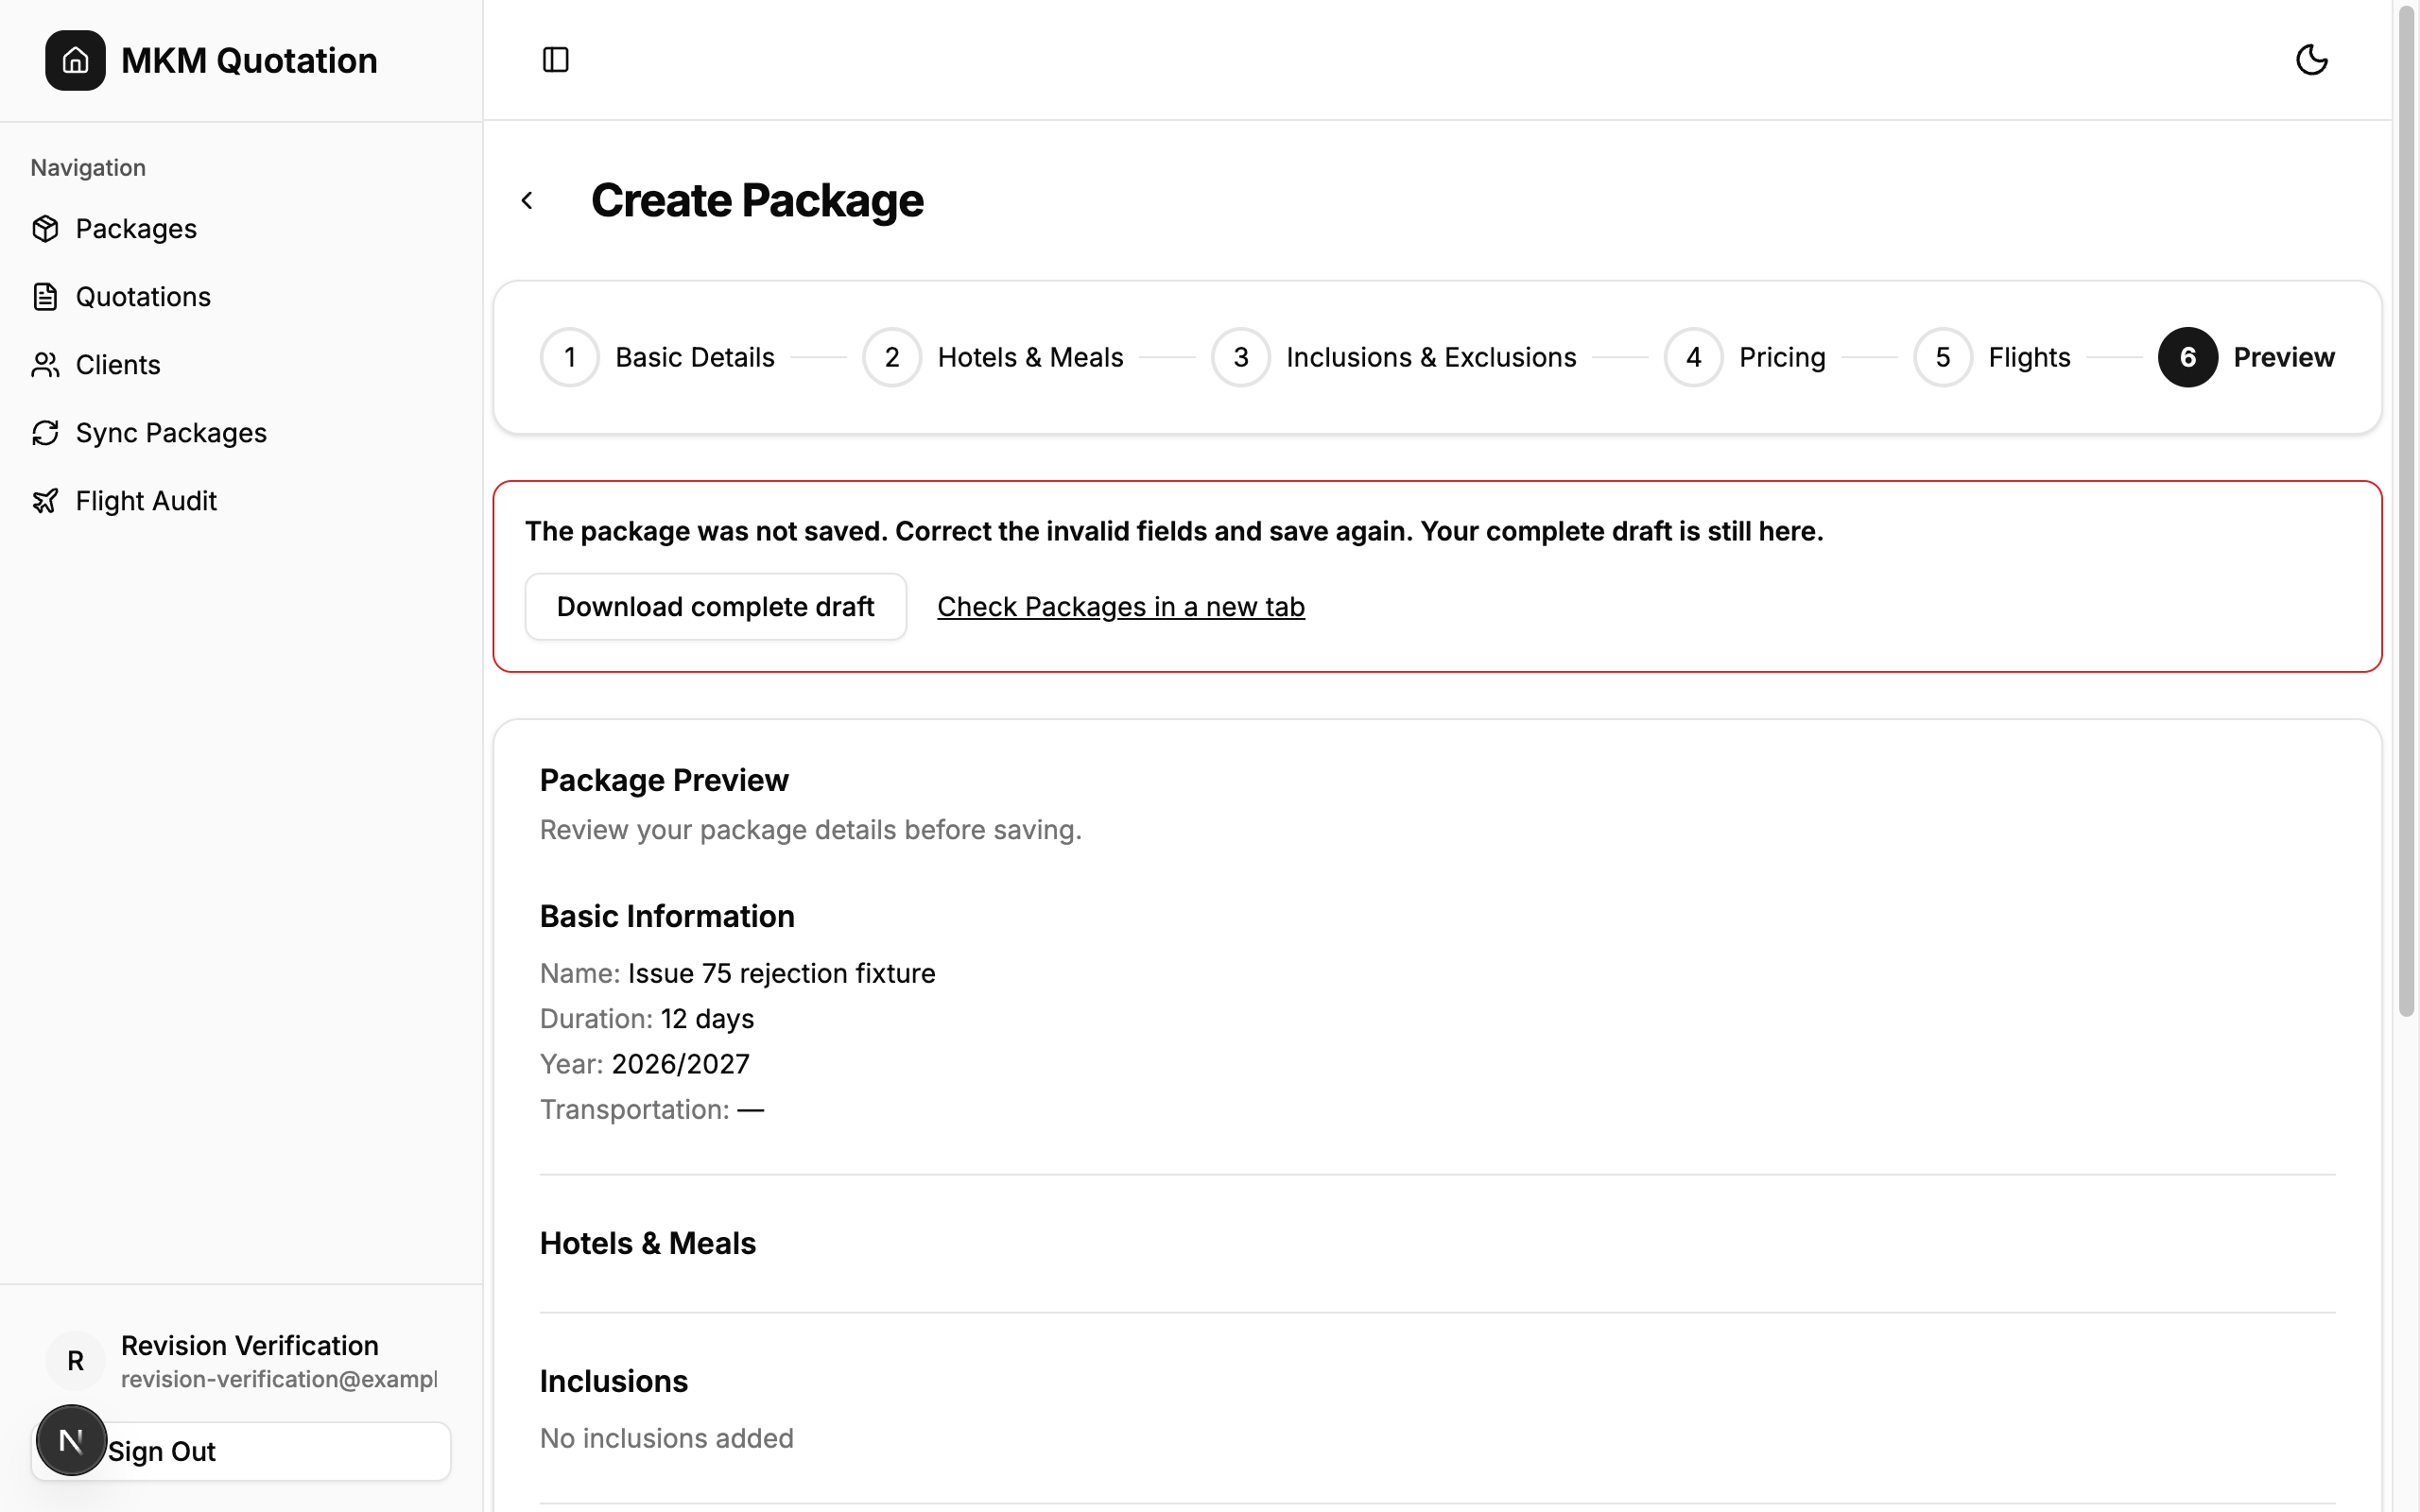 MKM Quotation
Navigation
Packages
Quotations
Clients
Sync Packages
Flight Audit
Create Package
1 Basic Details
2 Hotels & Meals
3 Inclusions & Exclusions
4 Pricing
5 Flights
6 Preview
The package was not saved. Correct the invalid fields and save again. Your complete draft is still here.
Download complete draft
Check Packages in a new tab
Package Preview
Review your package details before saving.
Basic Information
Name: Issue 75 rejection fixture
Duration: 12 days
Year: 2026/2027
Transportation: —
Hotels & Meals
Inclusions
No inclusions added
R
Revision Verification
revision-verification@exampl
N
Sign Out